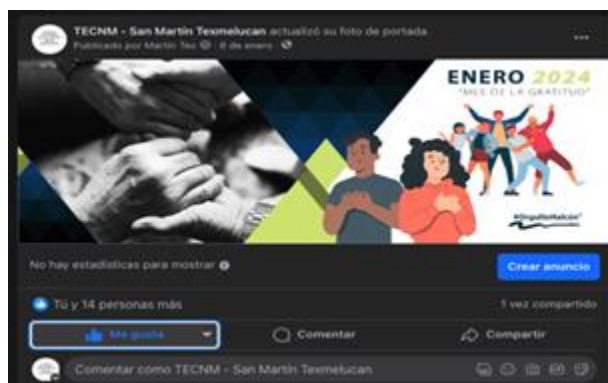 TECNM - San Martín Texmelucan actualizó su foto de portada.
Publicado por Martin Tec · 6 de enero
ENERO 2024
"MES DE LA GRATITUD"
#OrgulloHalcón
No hay estadísticas para mostrar
Crear anuncio
Tú y 14 personas más
1 vez compartido
Me gusta
Comentar
Compartir
Comentar como TECNM - San Martín Texmelucan